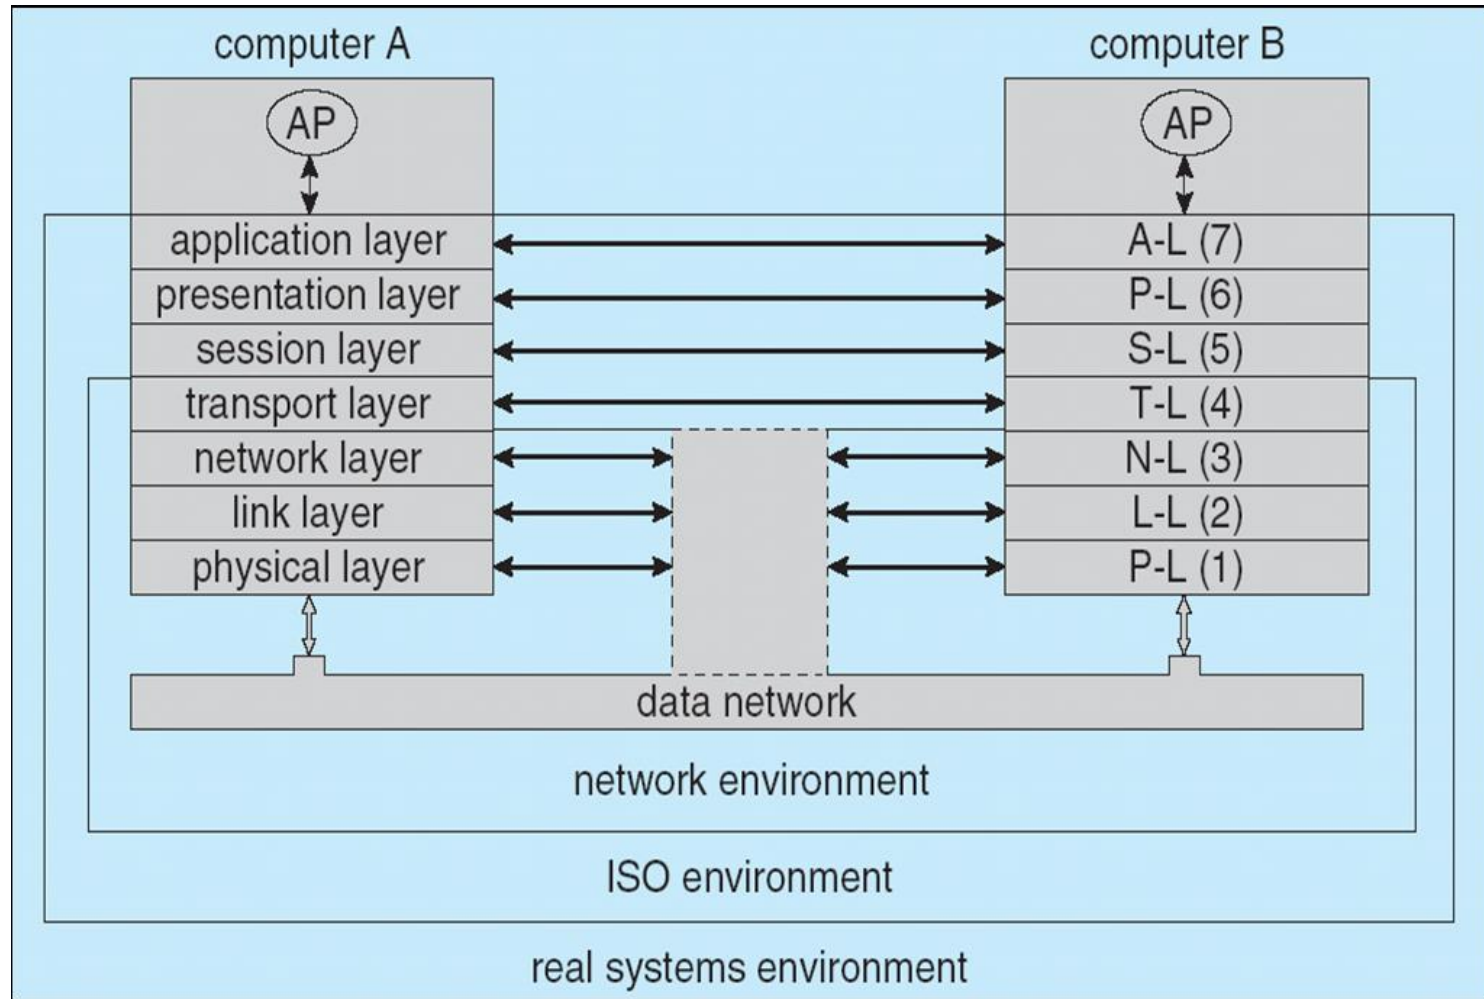 computer A
computer B
AP
AP
application layer
A-L (7)
presentation layer
P-L (6)
session layer
S-L (5)
transport layer
T-L (4)
network layer
N-L (3)
link layer
L-L (2)
physical layer
P-L (1)
data network
network environment
ISO environment
real systems environment